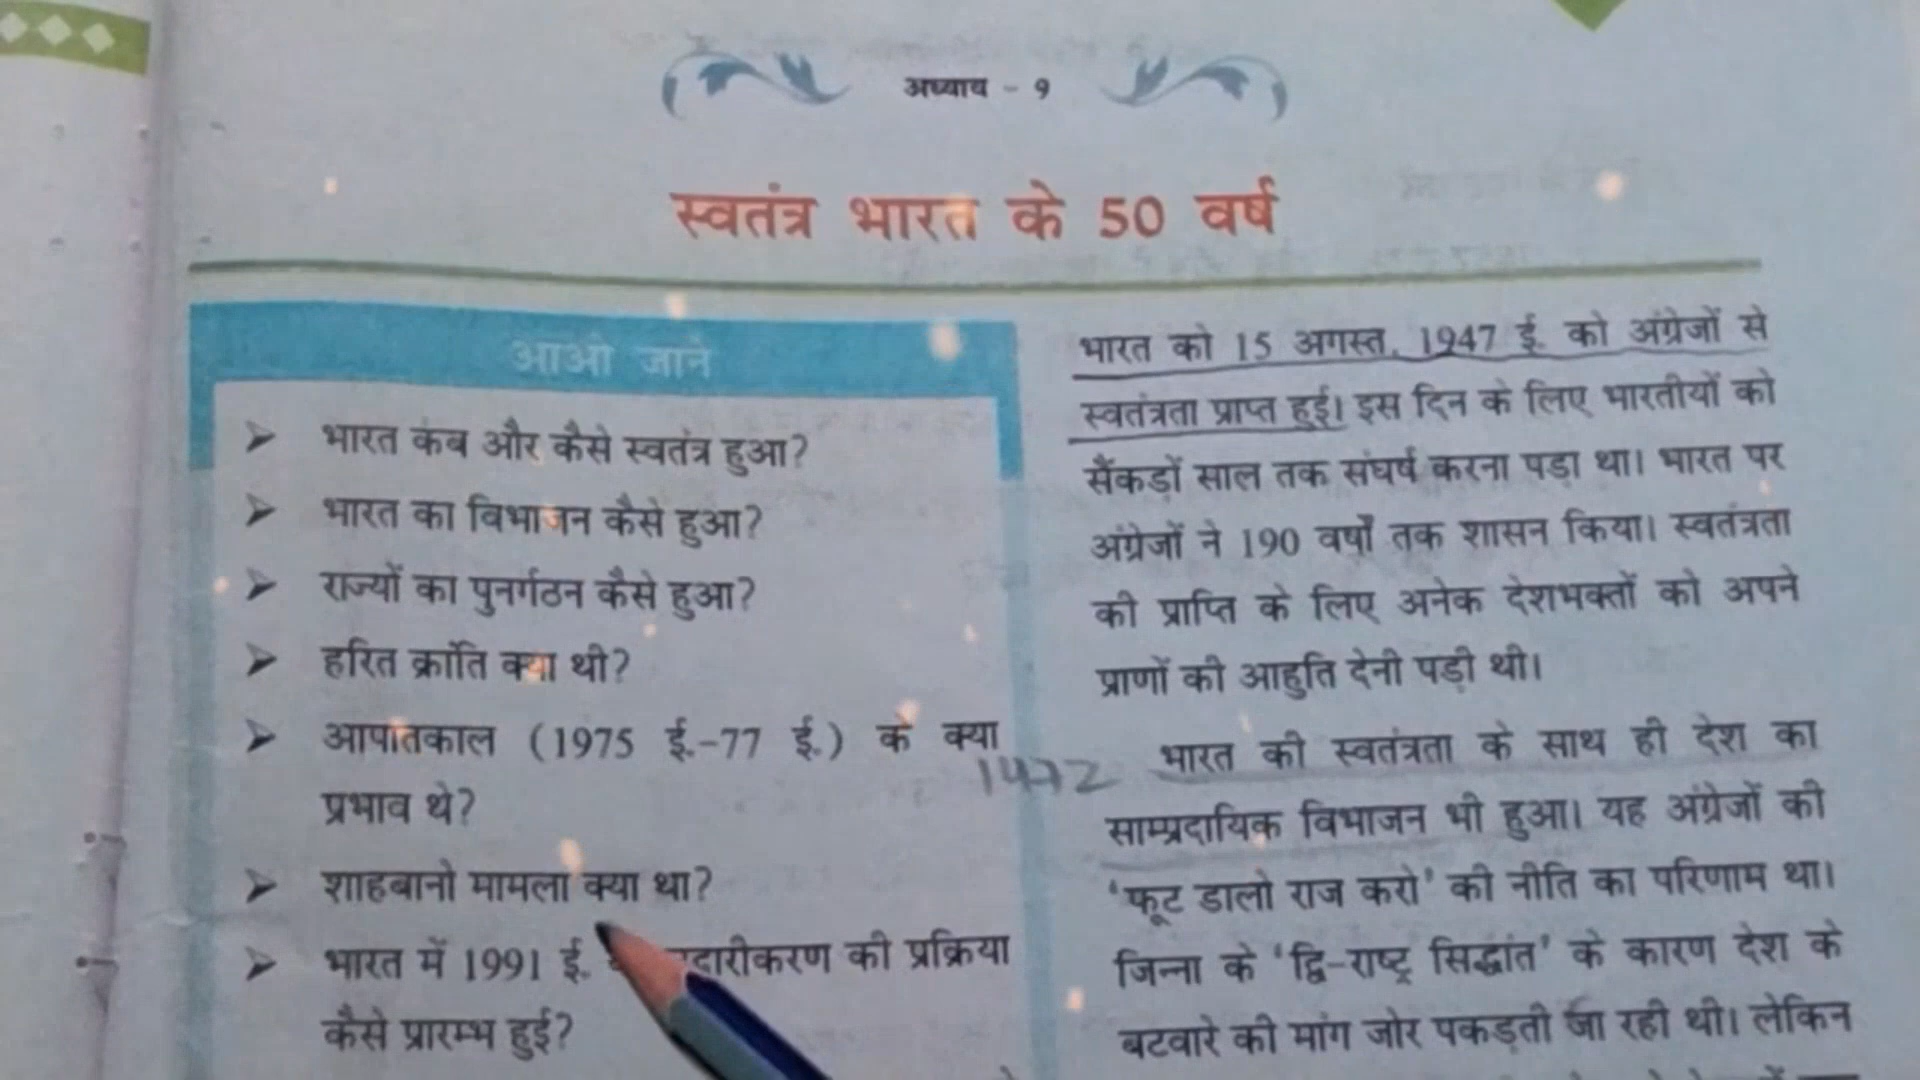 अध्याय - 9
स्वतंत्र भारत के 50 वर्ष
आओ जाने
भारत कब और कैसे स्वतंत्र हुआ?
भारत का विभाजन कैसे हुआ?
राज्यों का पुनर्गठन कैसे हुआ?
हरित क्रांति क्या थी?
आपातकाल (1975 ई.-77 ई.) के क्या
प्रभाव थे?
शाहबानो मामला क्या था?
भारत में 1991 ई. की प्रक्रिया
कैसे प्रारम्भ हुई?
भारत को 15 अगस्त, 1947 ई. को अंग्रेजों से
स्वतंत्रता प्राप्त हुई। इस दिन के लिए भारतीयों को
सैंकड़ों साल तक संघर्ष करना पड़ा था। भारत पर
अंग्रेजों ने 190 वर्षों तक शासन किया। स्वतंत्रता
की प्राप्ति के लिए अनेक देशभक्तों को अपने
प्राणों की आहुति देनी पड़ी थी।
भारत की स्वतंत्रता के साथ ही देश का
साम्प्रदायिक विभाजन भी हुआ। यह अंग्रेजों की
'फूट डालो राज करो' की नीति का परिणाम था।
जिन्ना के 'द्वि-राष्ट्र सिद्धांत' के कारण देश के
बटवारे की मांग जोर पकड़ती जा रही थी। लेकिन